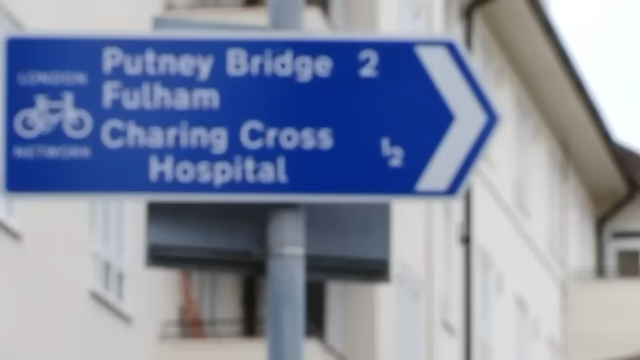 LONDON
Putney Bridge 2
Fulham
NETWORK
Charing Cross
Hospital ½